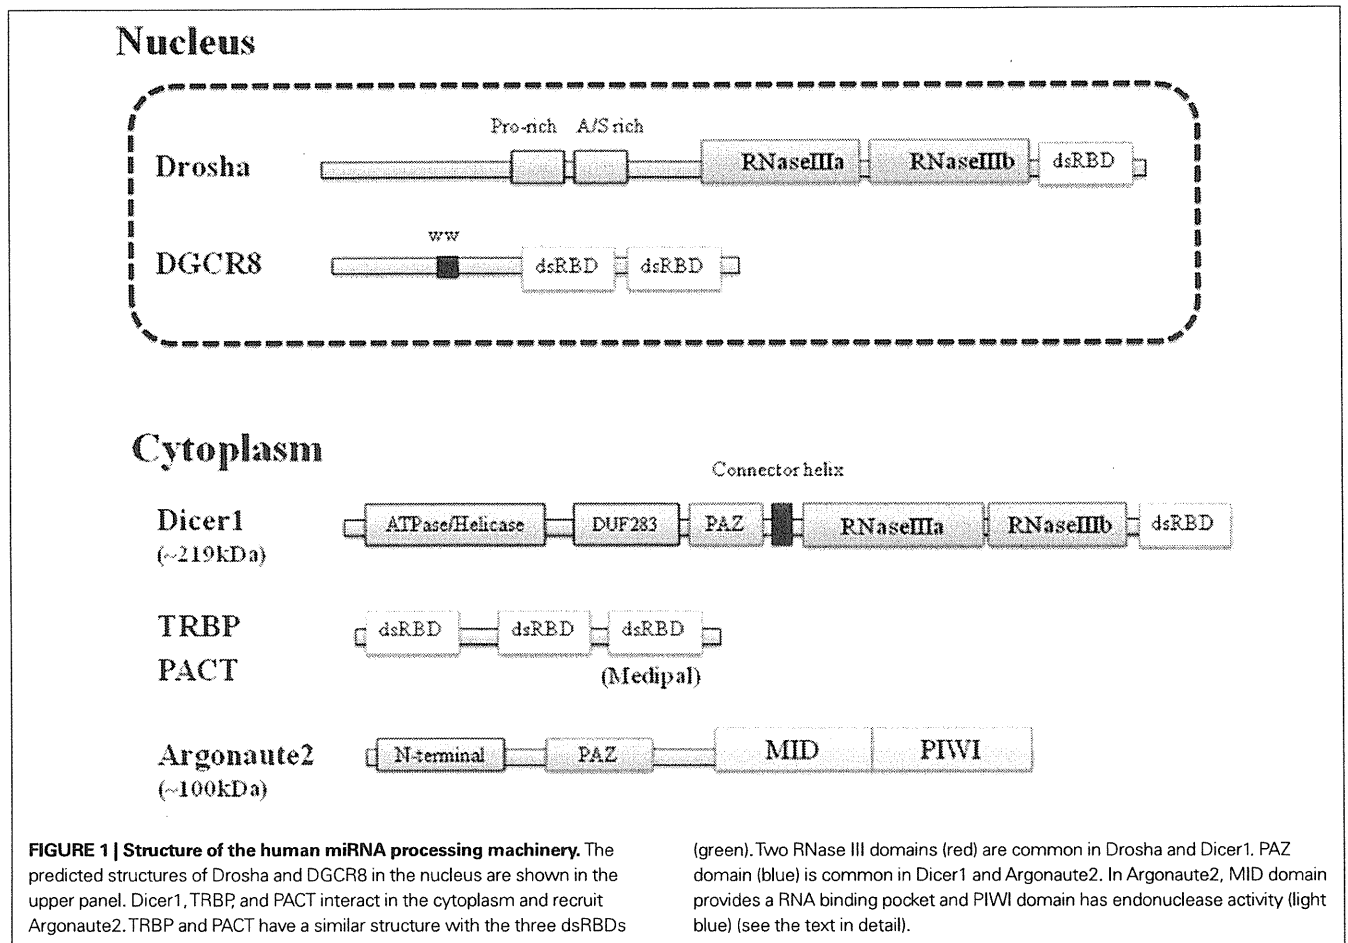 Nucleus
Pro-rich A/S rich
Drosha RNaseIIIa RNaseIIIb dsRBD
ww
DGCR8 dsRBD dsRBD
Cytoplasm
Connector helix
Dicer1 ATPase/Helicase DUF283 PAZ RNaseIIIa RNaseIIIb dsRBD
(~219kDa)
TRBP dsRBD dsRBD dsRBD
PACT (Medipal)
Argonaute2 N-terminal PAZ MID PIWI
(~100kDa)
FIGURE 1 | Structure of the human miRNA processing machinery. The
predicted structures of Drosha and DGCR8 in the nucleus are shown in the
upper panel. Dicer1, TRBP, and PACT interact in the cytoplasm and recruit
Argonaute2. TRBP and PACT have a similar structure with the three dsRBDs
(green). Two RNase III domains (red) are common in Drosha and Dicer1. PAZ
domain (blue) is common in Dicer1 and Argonaute2. In Argonaute2, MID domain
provides a RNA binding pocket and PIWI domain has endonuclease activity (light
blue) (see the text in detail).